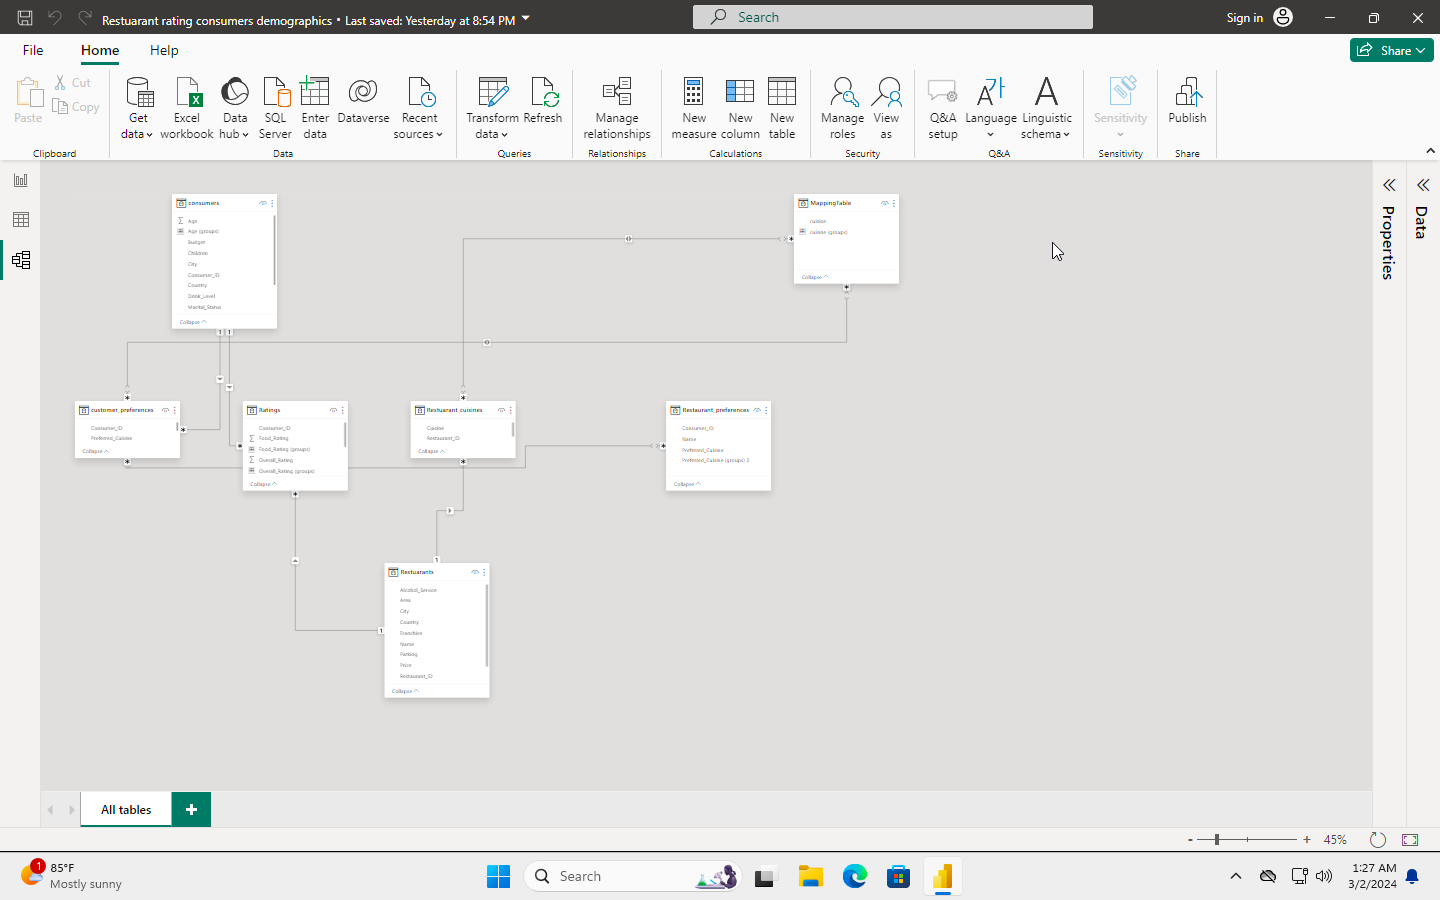 Restuarant rating consumers demographics • Last saved: Yesterday at 8:54 PM
Search
Sign in
File
Home
Help
Share
Paste
Cut
Copy
Get data
Excel workbook
Data hub
SQL Server
Enter data
Dataverse
Recent sources
Transform data
Refresh
Manage relationships
New measure
New column
New table
Manage roles
View as
Q&A setup
Language
Linguistic schema
Sensitivity
Publish
Clipboard
Data
Queries
Relationships
Calculations
Security
Q&A
Sensitivity
Share
Properties
Data
consumers
Age
Age (groups)
Budget
Children
City
Consumer_ID
Country
Drink_Level
Marital_Status
Collapse
MappingTable
cuisine
cuisine (groups)
Collapse
1
1
customer_preferences
Consumer_ID
Preferred_Cuisine
Collapse
Ratings
Consumer_ID
Food_Rating
Food_Rating (groups)
Overall_Rating
Overall_Rating (groups)
Collapse
Restuarant_cuisines
Cuisine
Restaurant_ID
Collapse
Restaurant_preferences
Consumer_ID
Name
Preferred_Cuisine
Preferred_Cuisine (groups) 2
Collapse
1
1
Restuarants
Alcohol_Service
Area
City
Country
Franchise
Name
Parking
Price
Restaurant_ID
Collapse
All tables
+
- + 45%
1
85°F
Mostly sunny
Search
1:27 AM
3/2/2024